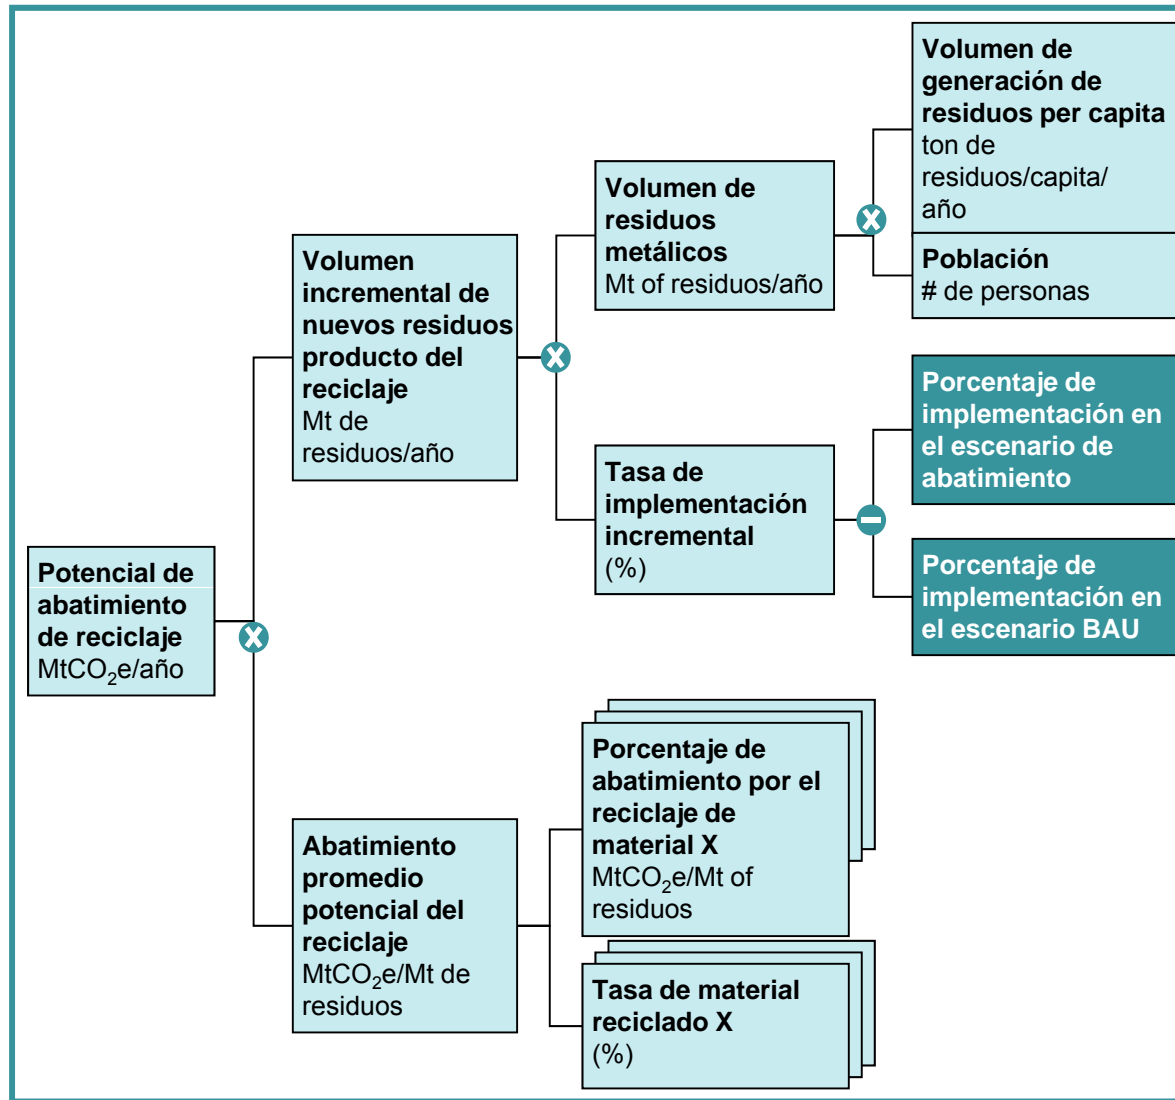 Volumen de
generación de
residuos per capita
ton de
residuos/capita/
año
Volumen de
residuos
metálicos
Mt of residuos/año
X
Población
# de personas
Volumen
incremental de
nuevos residuos
producto del
reciclaje
Mt de
residuos/año
X
Porcentaje de
implementación en
el escenario de
abatimiento
Tasa de
implementación
incremental
(%)
–
Porcentaje de
implementación en
el escenario BAU
Potencial de
abatimiento
de reciclaje
MtCO₂e/año
X
Porcentaje de
abatimiento por el
reciclaje de
material X
MtCO₂e/Mt of
residuos
Abatimiento
promedio
potencial del
reciclaje
MtCO₂e/Mt de
residuos
Tasa de material
reciclado X
(%)